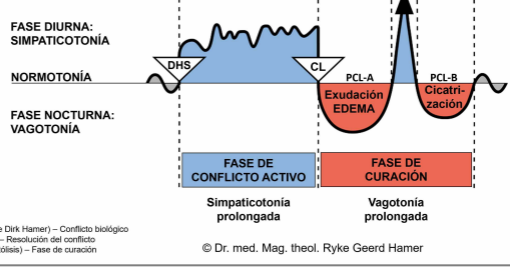 FASE DIURNA:
SIMPATICOTONÍA
DHS
CL
NORMOTONÍA
PCL-A
PCL-B
Exudación
EDEMA
Cicatri-
zación
FASE NOCTURNA:
VAGOTONÍA
FASE DE
CONFLICTO ACTIVO
FASE DE
CURACIÓN
Simpaticotonía
prolongada
Vagotonía
prolongada
Dirk Hamer) – Conflicto biológico
– Resolución del conflicto
– Fase de curación
© Dr. med. Mag. theol. Ryke Geerd Hamer